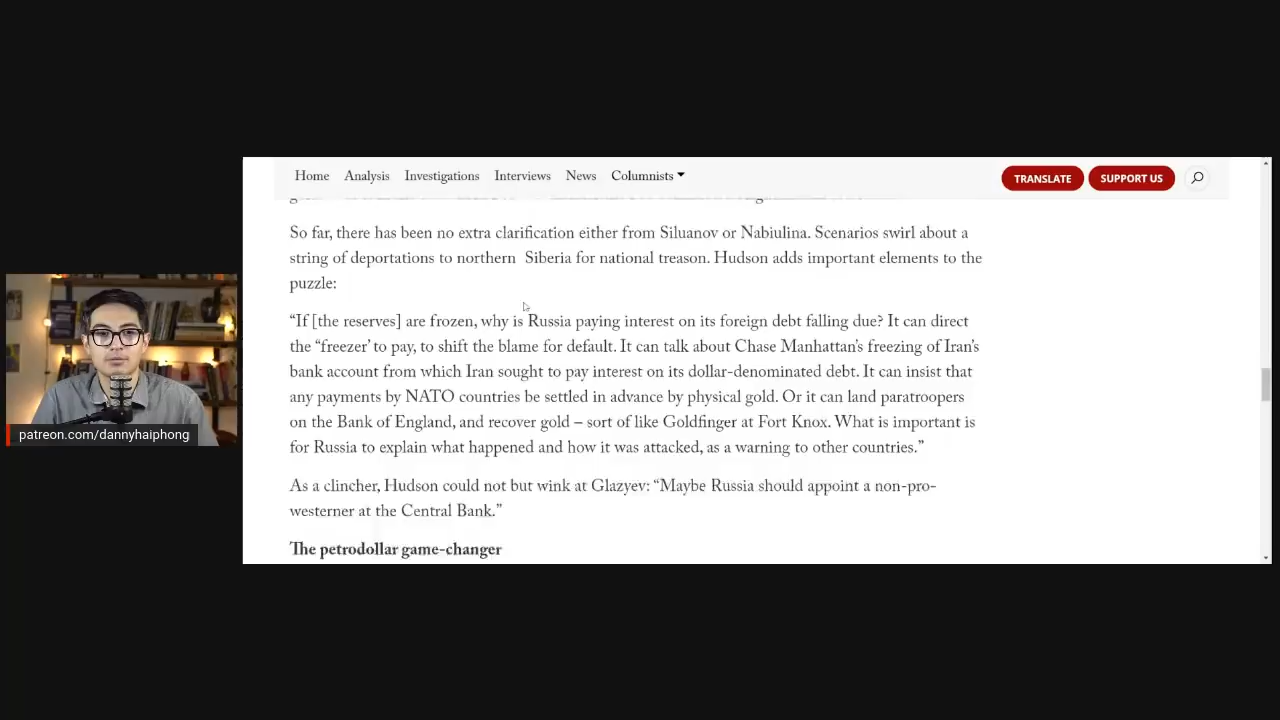 Home Analysis Investigations Interviews News Columnists
TRANSLATE SUPPORT US
So far, there has been no extra clarification either from Siluanov or Nabiulina. Scenarios swirl about a
string of deportations to northern Siberia for national treason. Hudson adds important elements to the
puzzle:
“If [the reserves] are frozen, why is Russia paying interest on its foreign debt falling due? It can direct
the “freezer’ to pay, to shift the blame for default. It can talk about Chase Manhattan’s freezing of Iran’s
bank account from which Iran sought to pay interest on its dollar-denominated debt. It can insist that
any payments by NATO countries be settled in advance by physical gold. Or it can land paratroopers
on the Bank of England, and recover gold – sort of like Goldfinger at Fort Knox. What is important is
for Russia to explain what happened and how it was attacked, as a warning to other countries.”
As a clincher, Hudson could not but wink at Glazyev: “Maybe Russia should appoint a non-pro-
westerner at the Central Bank.”
The petrodollar game-changer
patreon.com/dannyhaiphong